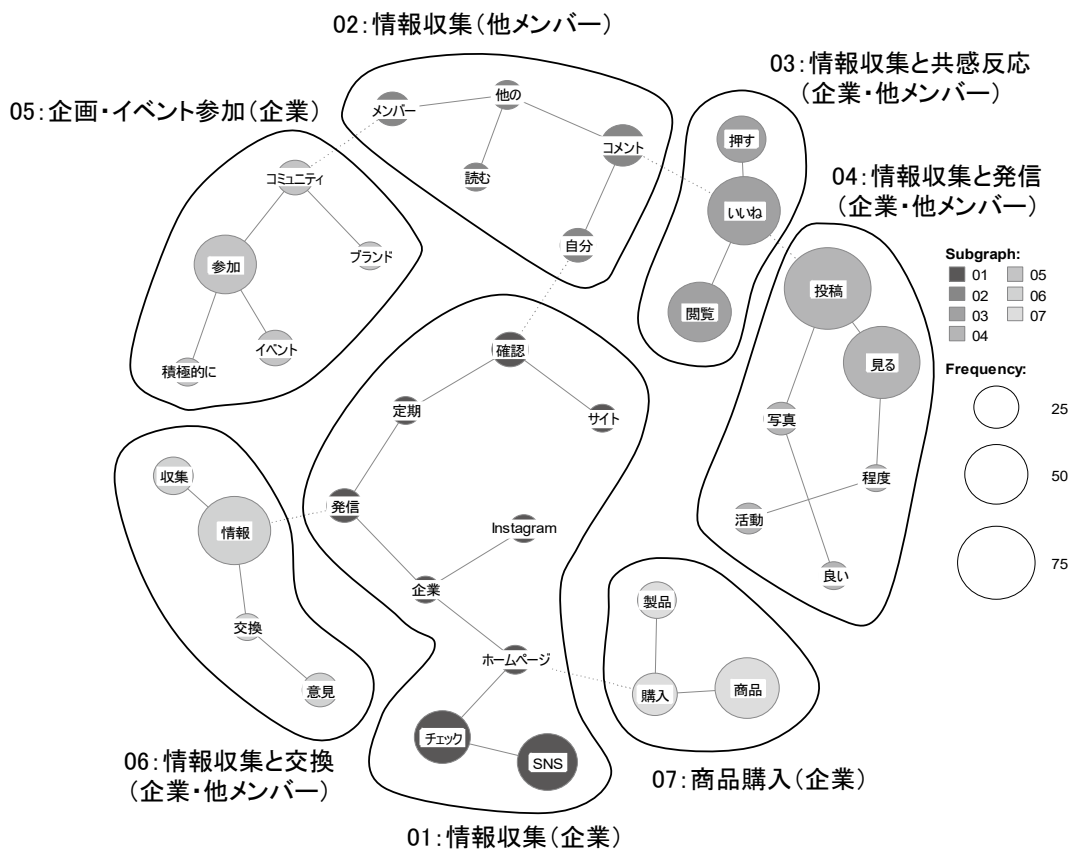 02:情報収集(他メンバー)
03:情報収集と共感反応
(企業・他メンバー)
05:企画・イベント参加(企業)
04:情報収集と発信
(企業・他メンバー)
メンバー
他の
コメント
読む
自分
押す
いいね
閲覧
コミュニティ
参加
ブランド
イベント
積極的に
投稿
見る
写真
程度
活動
良い
Subgraph:
01
02
03
04
05
06
07
Frequency:
25
50
75
確認
定期
サイト
発信
Instagram
企業
ホームページ
チェック
SNS
収集
情報
交換
意見
製品
購入
商品
06:情報収集と交換
(企業・他メンバー)
07:商品購入(企業)
01:情報収集(企業)